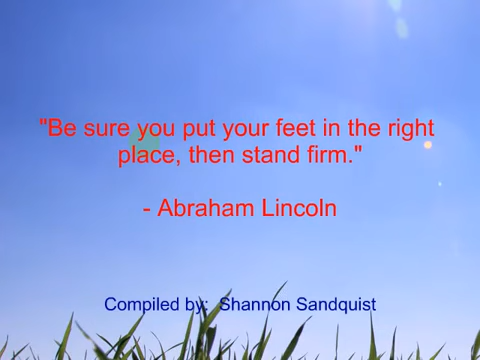 "Be sure you put your feet in the right
place, then stand firm."
- Abraham Lincoln
Compiled by:  Shannon Sandquist